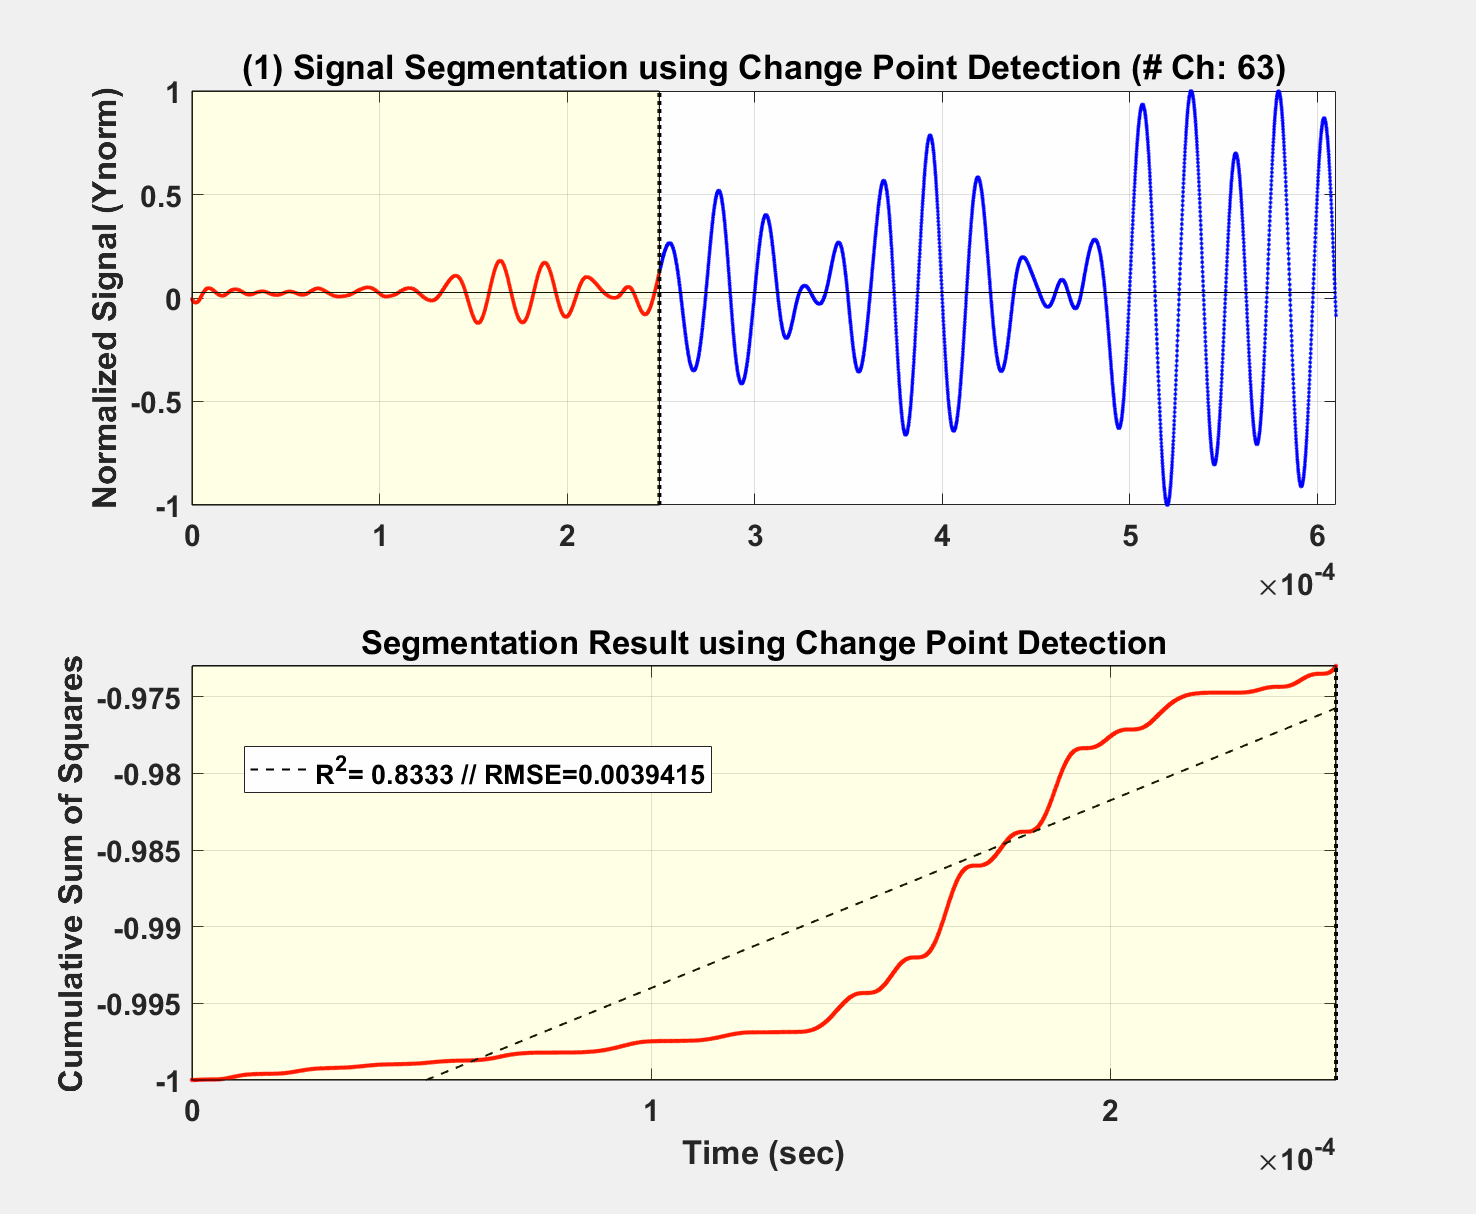 (1) Signal Segmentation using Change Point Detection (# Ch: 63)
Normalized Signal (Ynorm)
1
0.5
0
-0.5
-1
0 1 2 3 4 5 6
×10-4
Segmentation Result using Change Point Detection
Cumulative Sum of Squares
-0.975
-0.98
-0.985
-0.99
-0.995
-1
R2= 0.8333 // RMSE=0.0039415
0 1 2
Time (sec)
×10-4